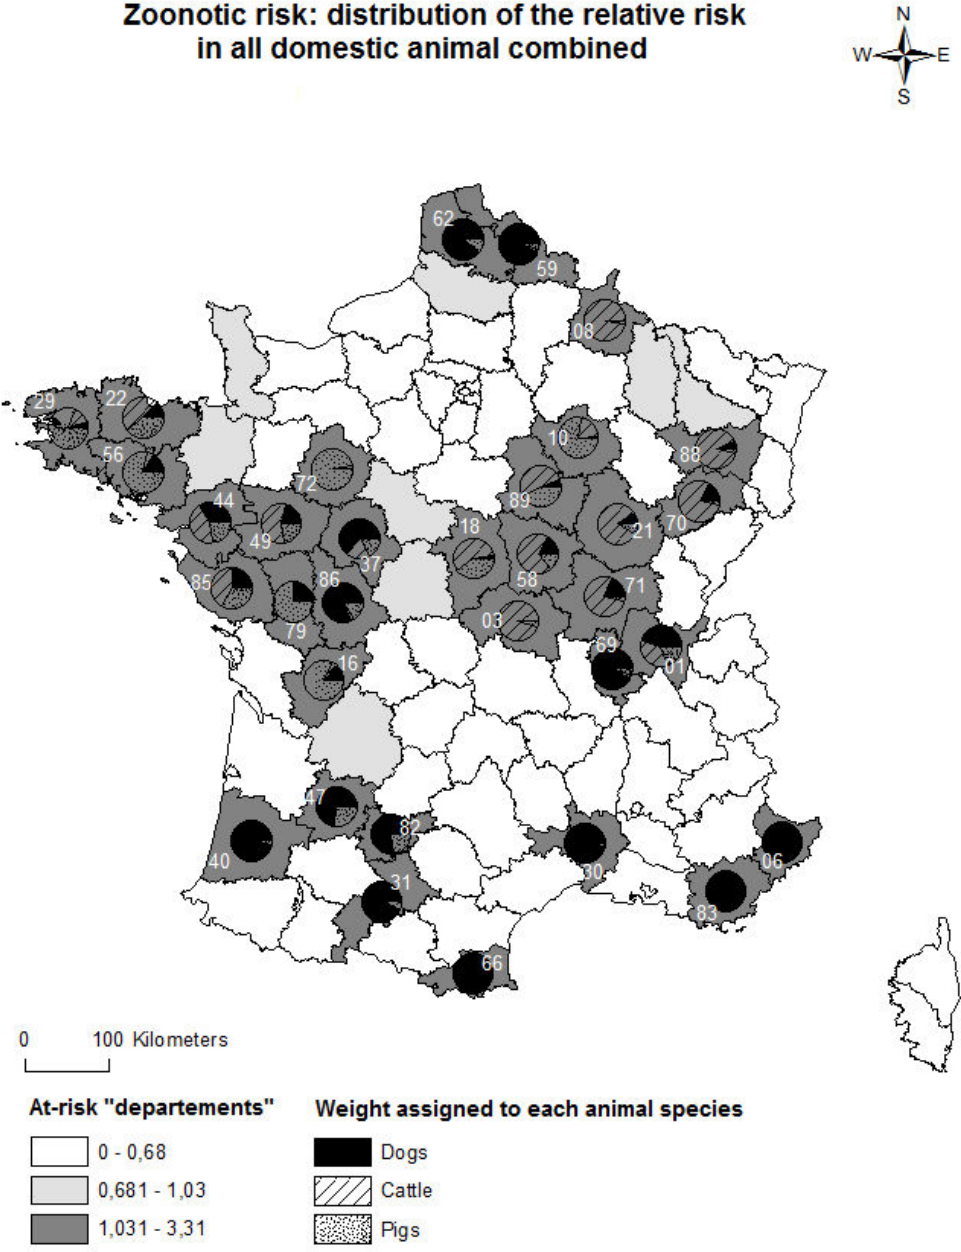 Zoonotic risk: distribution of the relative risk
in all domestic animal combined
N
W E
S
62
59
08
29
22
56
10
88
72
89
70
44
49
18
21
37
58
85
86
71
79
03
69
01
16
47
82
40
30
06
31
83
66
0 100 Kilometers
At-risk "departements"
0 - 0,68
0,681 - 1,03
1,031 - 3,31
Weight assigned to each animal species
Dogs
Cattle
Pigs